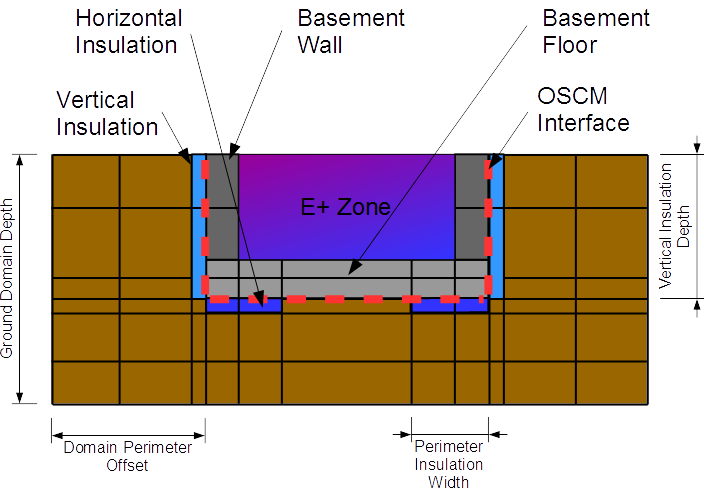 Horizontal
Insulation
Basement
Wall
Basement
Floor
Vertical
Insulation
OSCM
Interface
E+ Zone
Ground Domain Depth
Vertical Insulation
Depth
Domain Perimeter
Offset
Perimeter
Insulation
Width